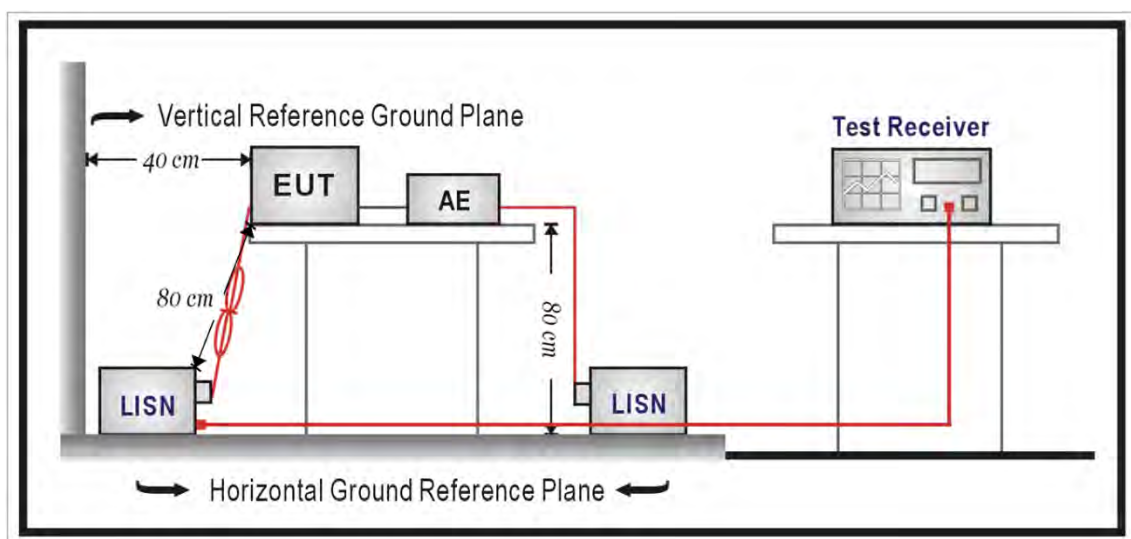 Vertical Reference Ground Plane
40 cm
Test Receiver
EUT
AE
80 cm
80 cm
LISN
LISN
Horizontal Ground Reference Plane